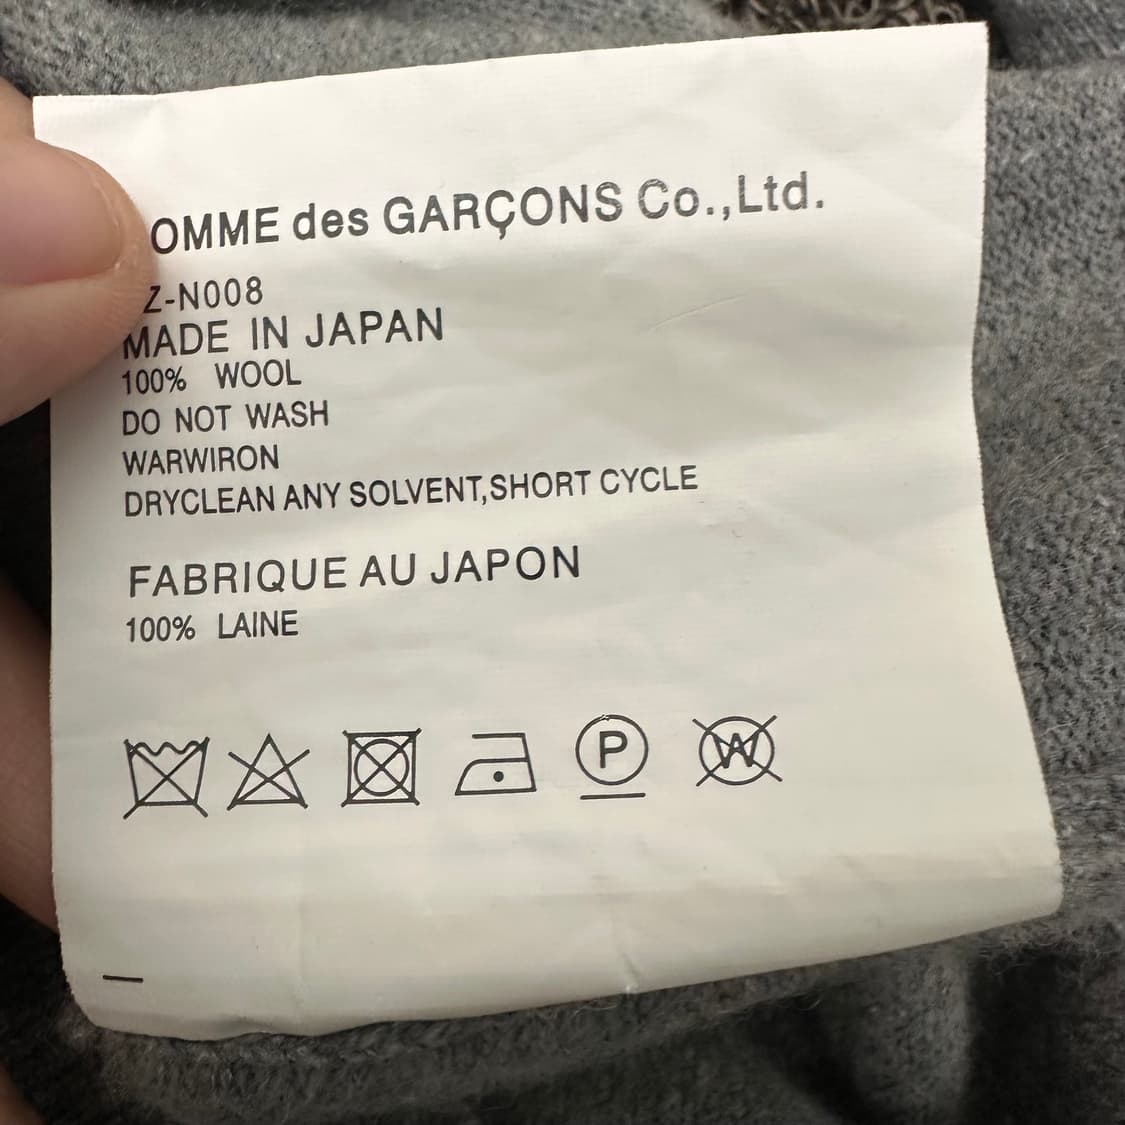 OMME des GARÇONS Co.,Ltd.
Z-N008
MADE IN JAPAN
100% WOOL
DO NOT WASH
WARWIRON
DRYCLEAN ANY SOLVENT,SHORT CYCLE
FABRIQUE AU JAPON
100% LAINE
P W